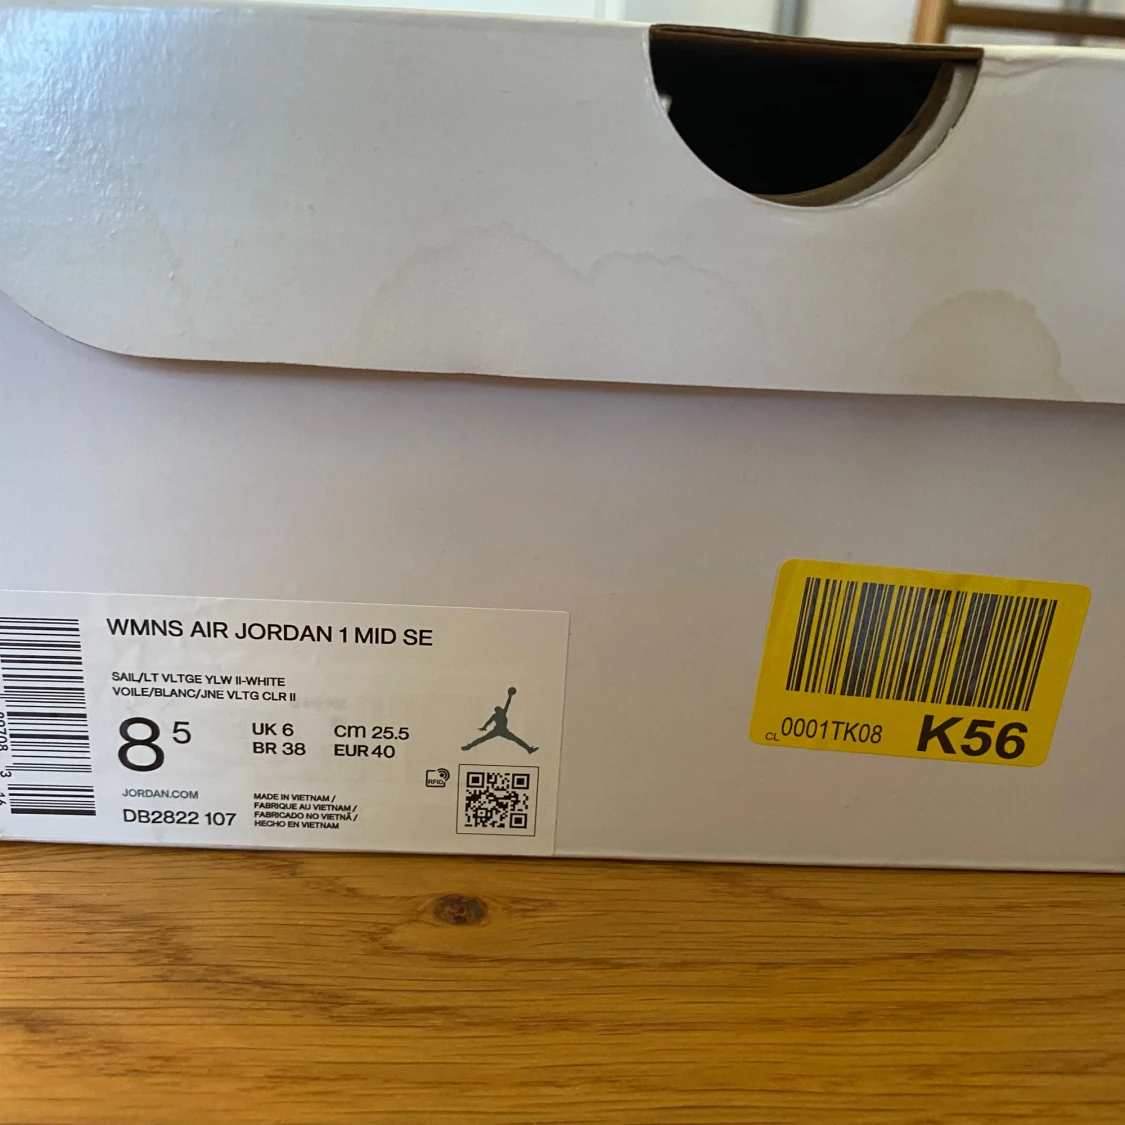 WMNS AIR JORDAN 1 MID SE
SAIL/LT VLTGE YLW II-WHITE
VOILE/BLANC/JNE VLTG CLR II
8 5
UK 6 cm 25.5
BR 38 EUR 40
RFID
JORDAN.COM
DB2822 107
MADE IN VIETNAM /
FABRIQUE AU VIETNAM /
FABRICADO NO VIETNÃ /
HECHO EN VIETNAM
CL 0001TK08 K56